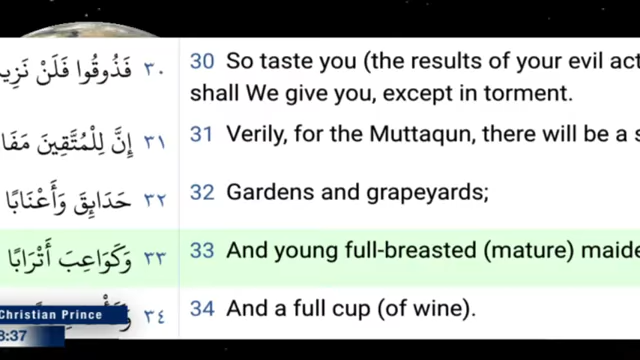 فَذُوقُوا فَلَنْ ٣٠ 30 So taste you (the results of your evil
shall We give you, except in torment.
إِنَّ لِلْمُتَّقِينَ ٣١ 31 Verily, for the Muttaqun, there will be a
حَدَائِقَ وَأَعْنَابًا ٣٢ 32 Gardens and grapeyards;
وَكَوَاعِبَ أَتْرَابًا ٣٣ 33 And young full-breasted (mature)
٣٤ 34 And a full cup (of wine).
Christian Prince
8:37